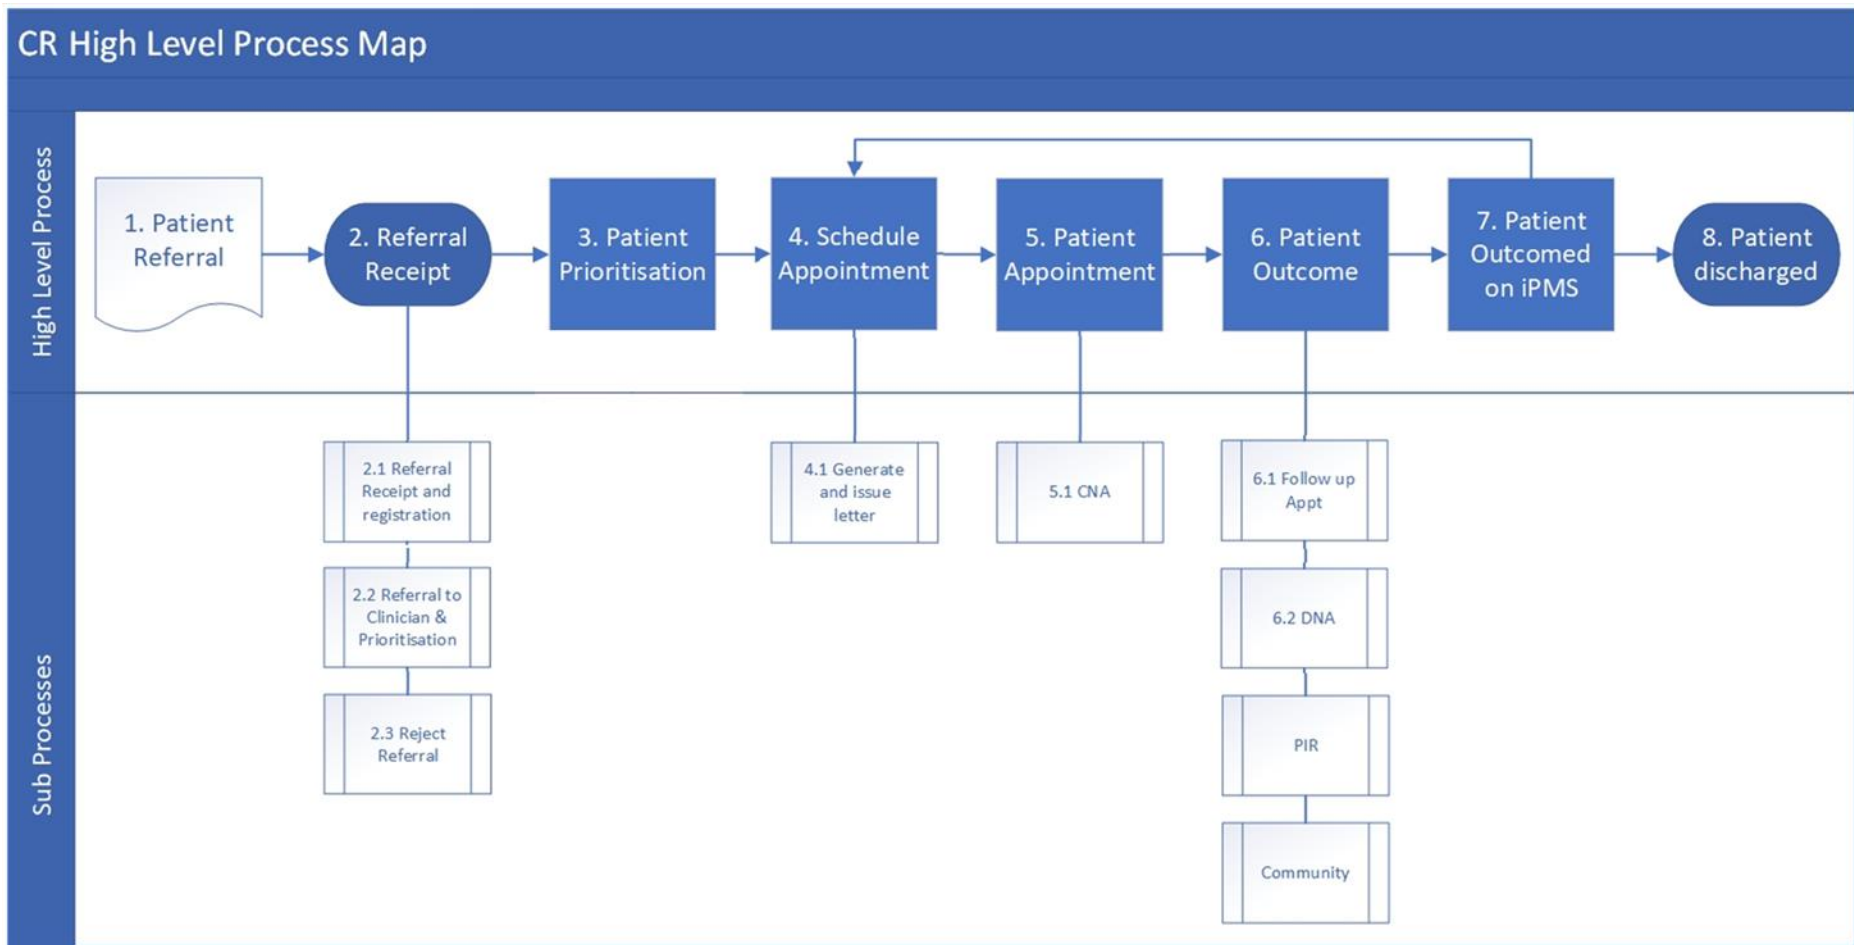 CR High Level Process Map
High Level Process
1. Patient
Referral
2. Referral
Receipt
3. Patient
Prioritisation
4. Schedule
Appointment
5. Patient
Appointment
6. Patient
Outcome
7. Patient
Outcomed
on iPMS
8. Patient
discharged
Sub Processes
2.1 Referral
Receipt and
registration
2.2 Referral to
Clinician &
Prioritisation
2.3 Reject
Referral
4.1 Generate
and issue
letter
5.1 CNA
6.1 Follow up
Appt
6.2 DNA
PIR
Community